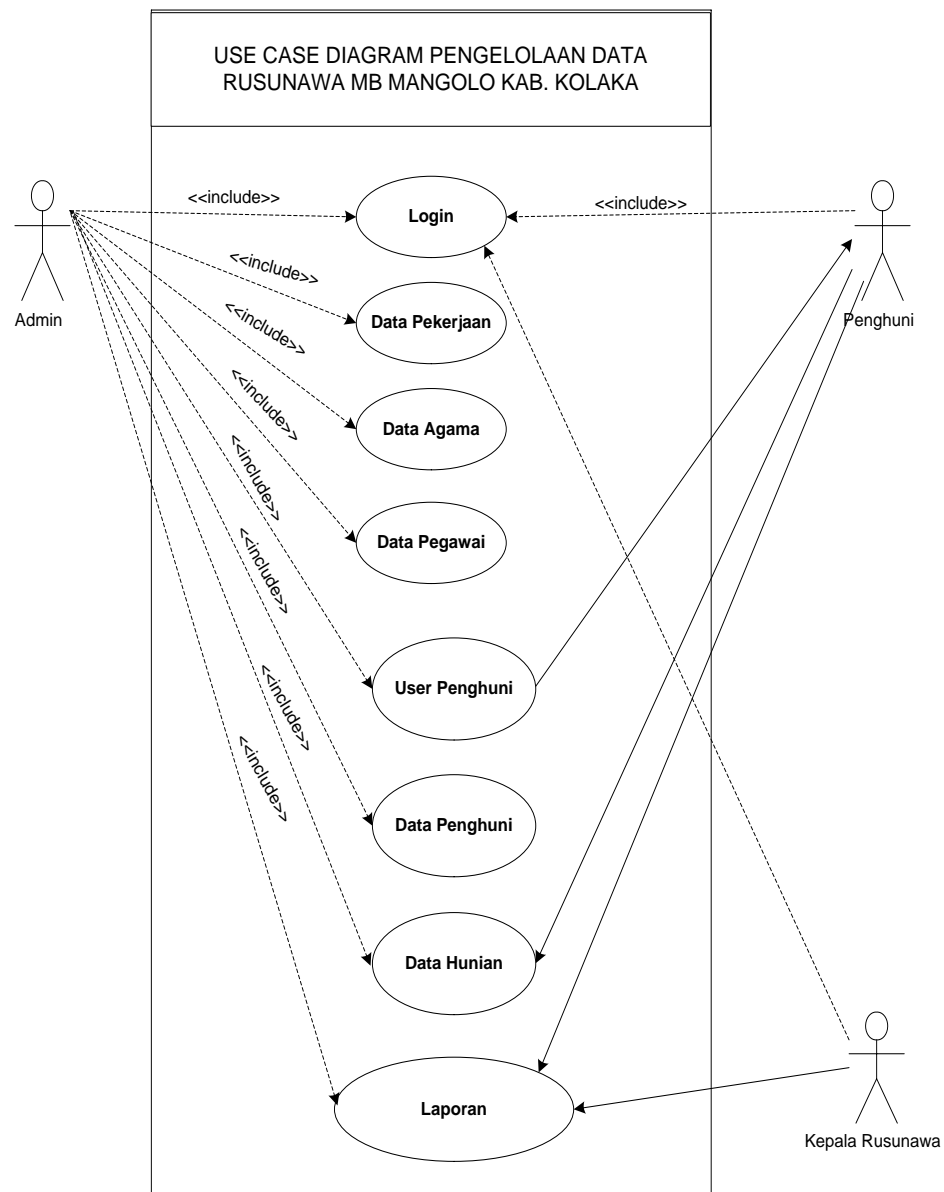 USE CASE DIAGRAM PENGELOLAAN DATA
RUSUNAWA MB MANGOLO KAB. KOLAKA
<<include>>
<<include>>
Login
<<include>>
Admin
Penghuni
Data Pekerjaan
<<include>>
<<include>>
Data Agama
<<include>>
Data Pegawai
<<include>>
User Penghuni
<<include>>
<<include>>
Data Penghuni
Data Hunian
Laporan
Kepala Rusunawa